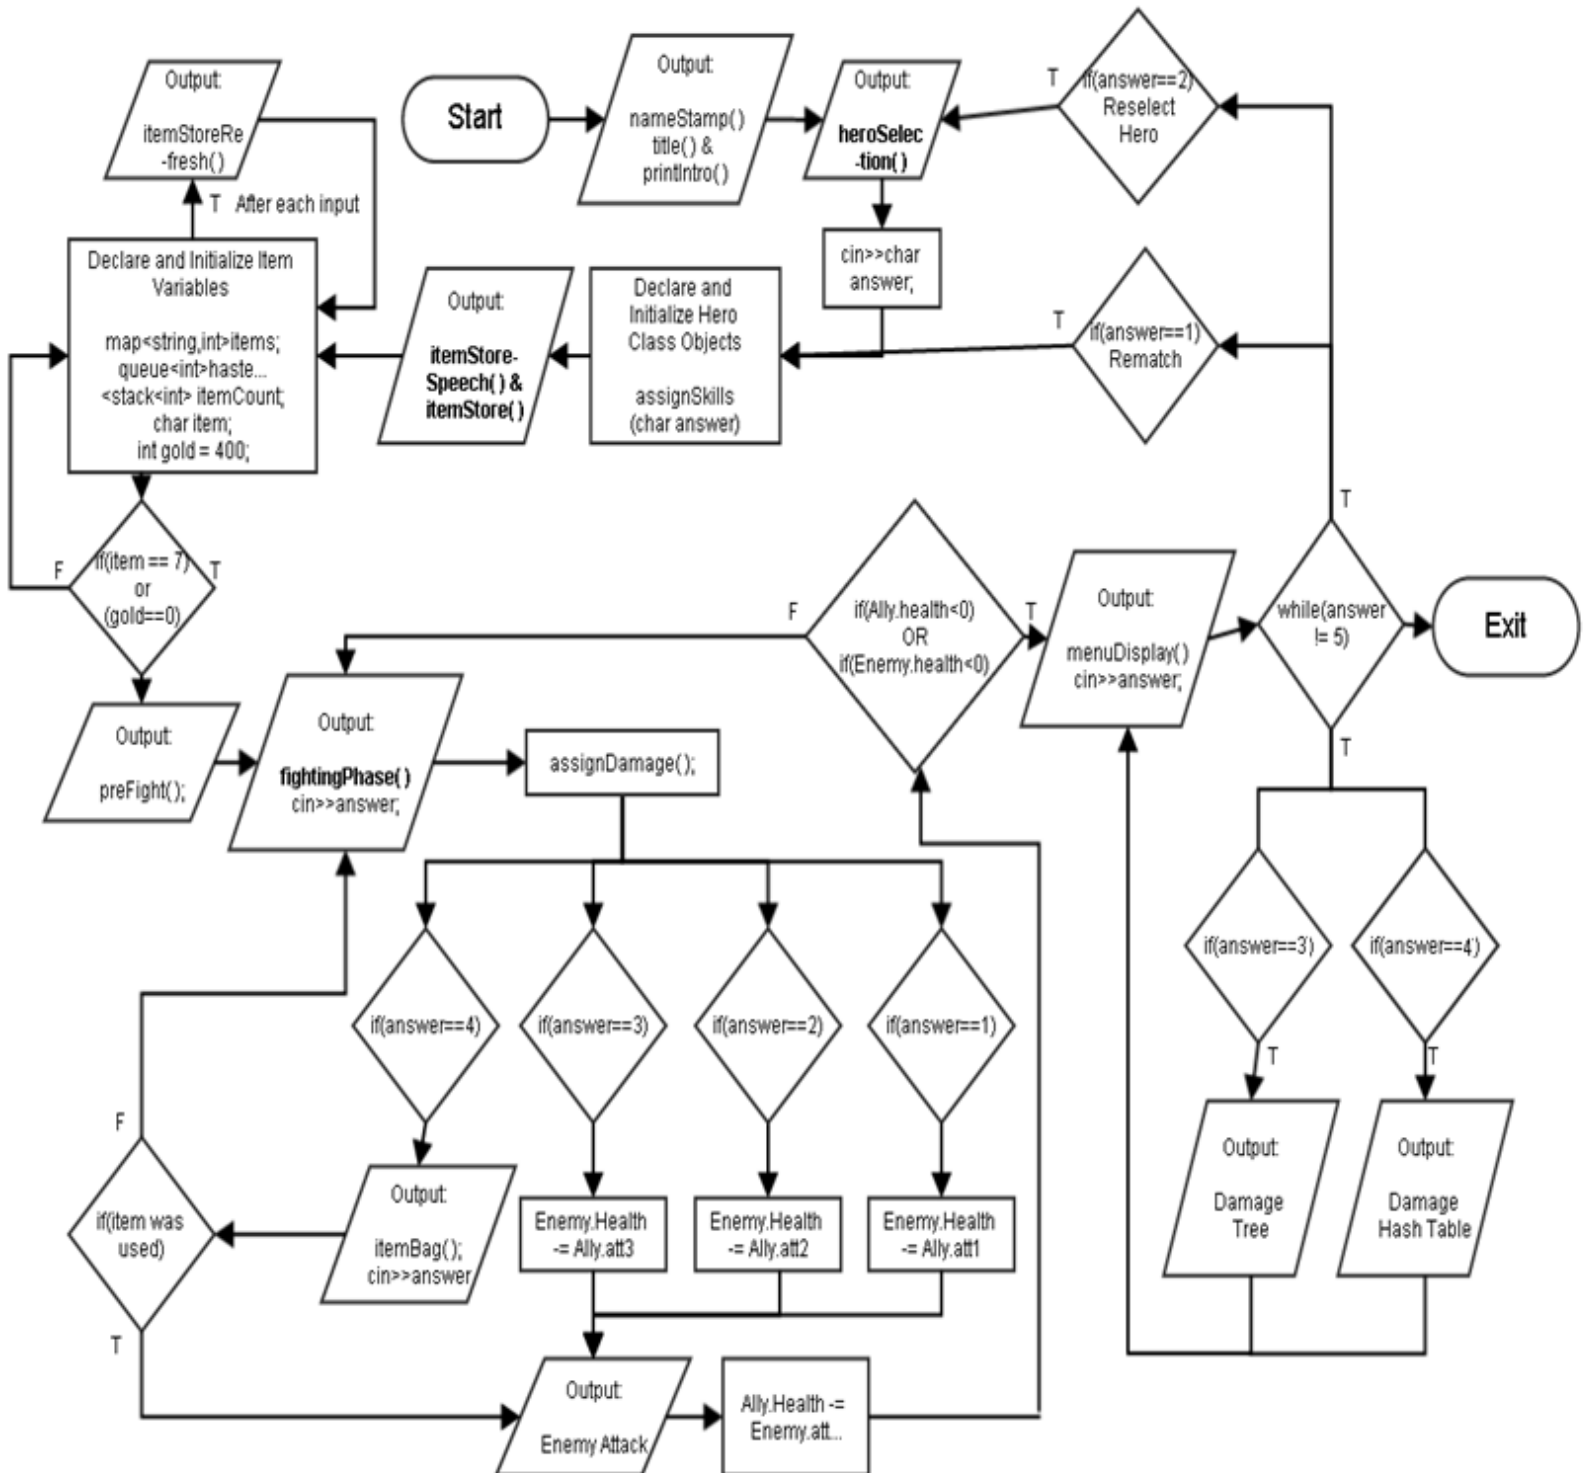 Start
Output:
nameStamp()
title() &
printIntro()
Output:
heroSelec
-tion()
T
if(answer==2)
Reselect
Hero
cin>>char
answer;
T
if(answer==1)
Rematch
Declare and
Initialize Hero
Class Objects
assignSkills
(char answer)
Output:
itemStore-
Speech() &
itemStore()
Output:
itemStoreRe
-fresh()
T After each input
Declare and Initialize Item
Variables
map<string,int>items;
queue<int>haste...
<stack<int> itemCount;
char item;
int gold = 400;
F
if(item == 7)
or
(gold==0)
T
Output:
preFight();
Output:
fightingPhase()
cin>>answer;
assignDamage();
F
if(Ally.health<0)
OR
if(Enemy.health<0)
T
Output:
menuDisplay()
cin>>answer;
T
while(answer
!= 5)
T
Exit
if(answer==4)
if(answer==3)
if(answer==2)
if(answer==1)
if(answer==3')
if(answer==4')
T
T
Output:
Damage
Tree
Output:
Damage
Hash Table
F
if(item was
used)
T
Output:
itemBag();
cin>>answer
Enemy.Health
-= Ally.att3
Enemy.Health
-= Ally.att2
Enemy.Health
-= Ally.att1
Output:
Enemy Attack
Ally.Health -=
Enemy.att...